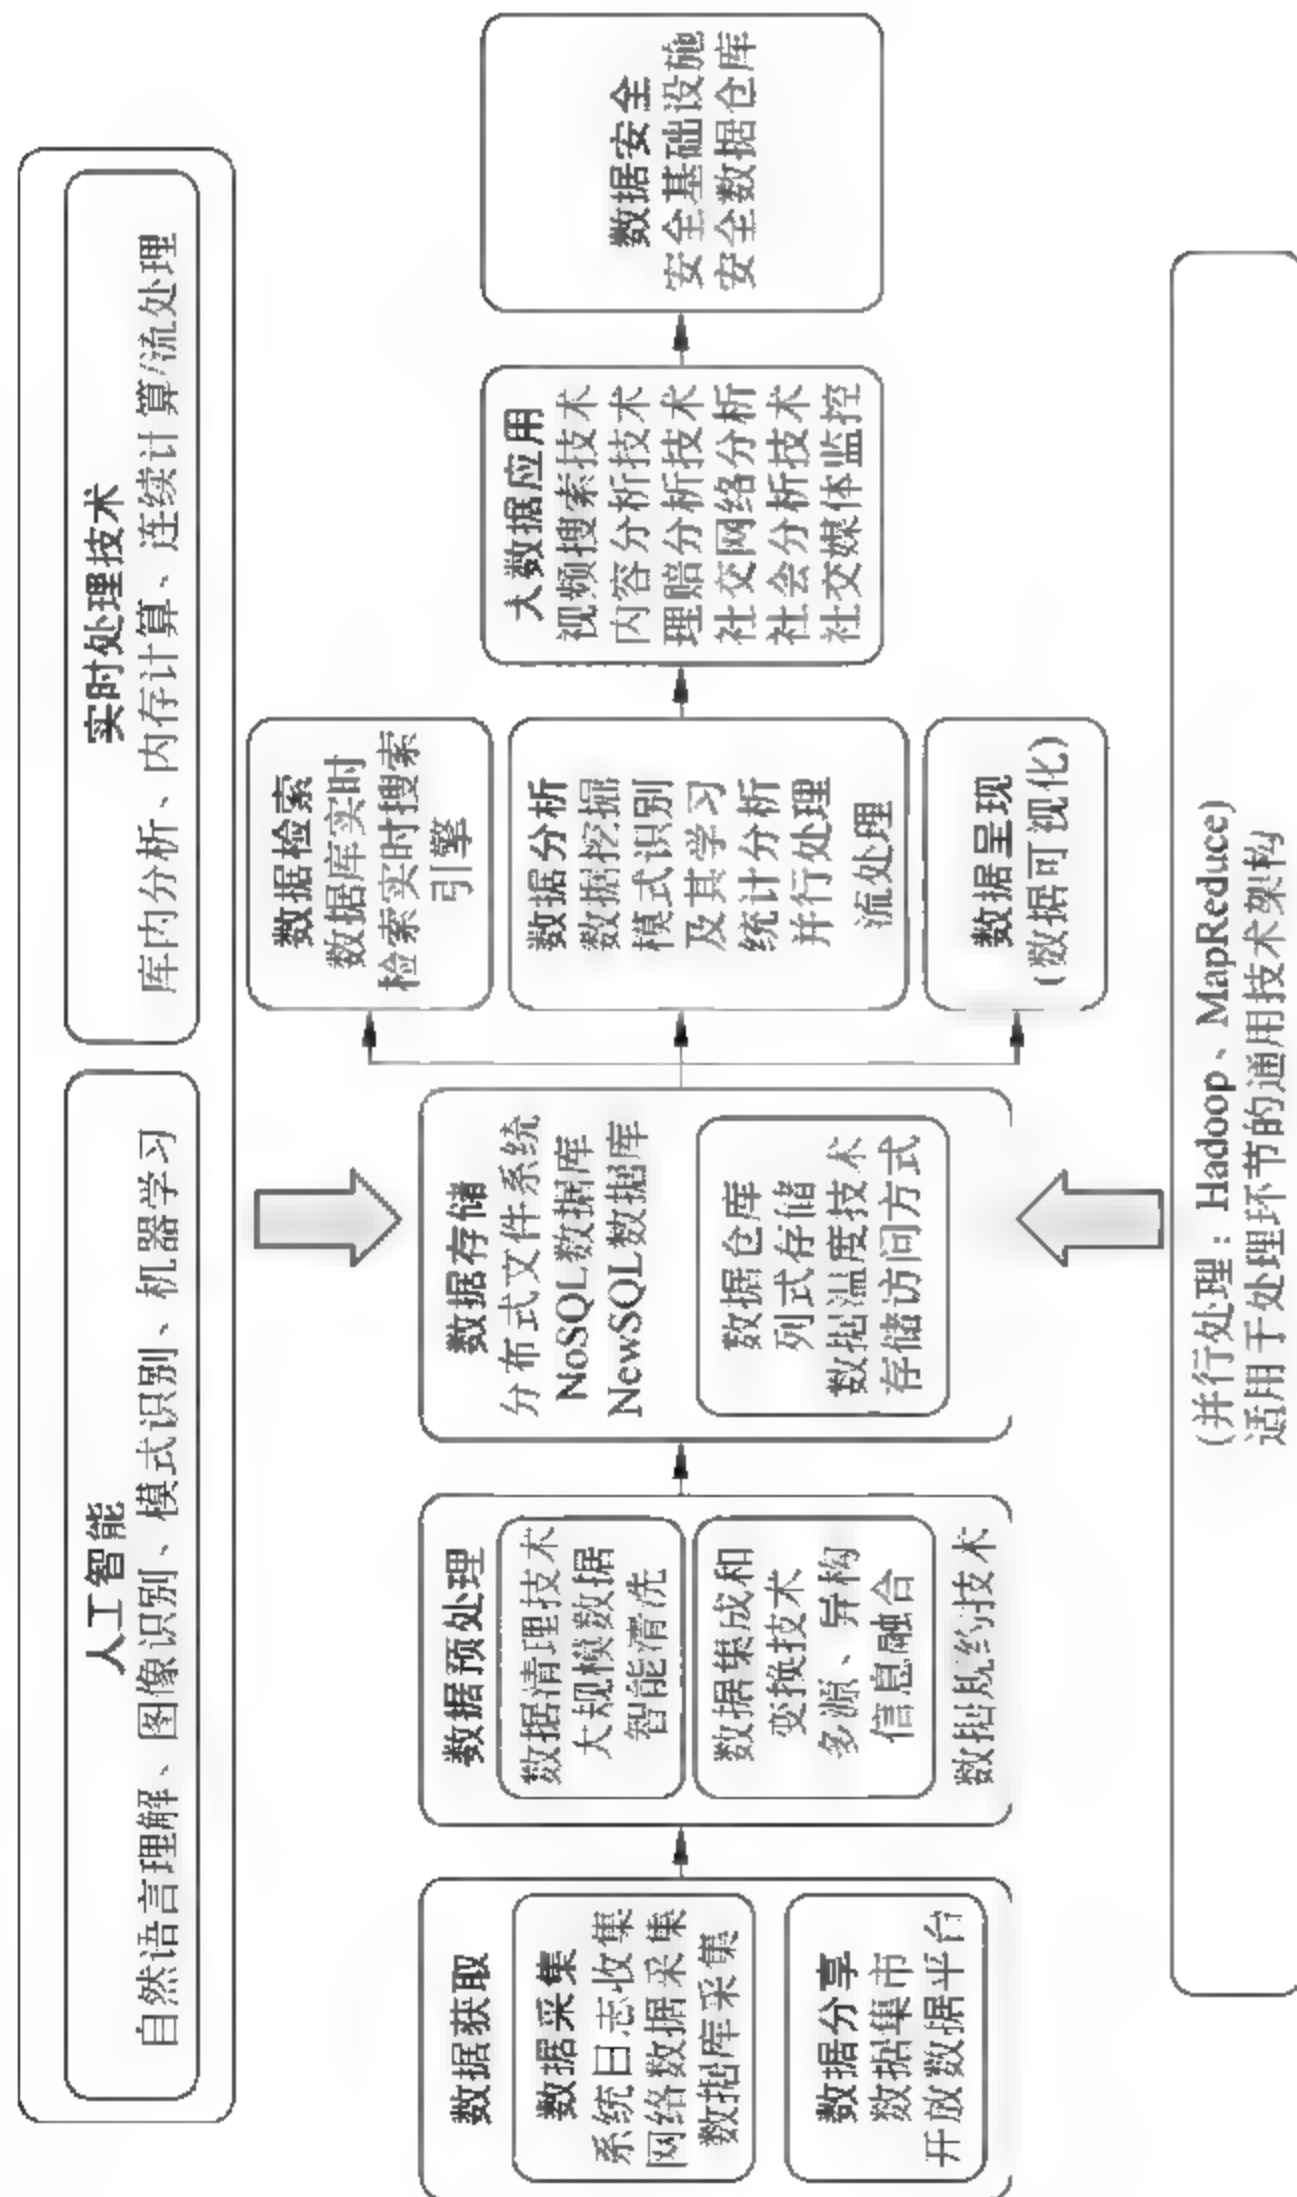 人工智能
自然语言理解、图像识别、模式识别、机器学习
实时处理技术
库内分析、内存计算、连续计算/流处理
数据获取
数据采集
系统日志收集
网络数据采集
数据库采集
数据分享
数据集市
开放数据平台
数据预处理
数据清理技术
大规模数据
智能清洗
数据集成和
变换技术
多源、异构
信息融合
数据规约技术
数据存储
分布式文件系统
NoSQL数据库
NewSQL数据库
数据仓库
列式存储
数据温度技术
存储访问方式
数据检索
数据库实时
检索实时搜索
引擎
数据分析
数据挖掘
模式识别
及其学习
统计分析
并行处理
流处理
数据呈现
(数据可视化)
大数据应用
视频搜索技术
内容分析技术
理赔分析技术
社交网络分析
社会分析技术
社交媒体监控
数据安全
安全基础设施
安全数据仓库
(并行处理：Hadoop、MapReduce)
适用于处理环节的通用技术架构